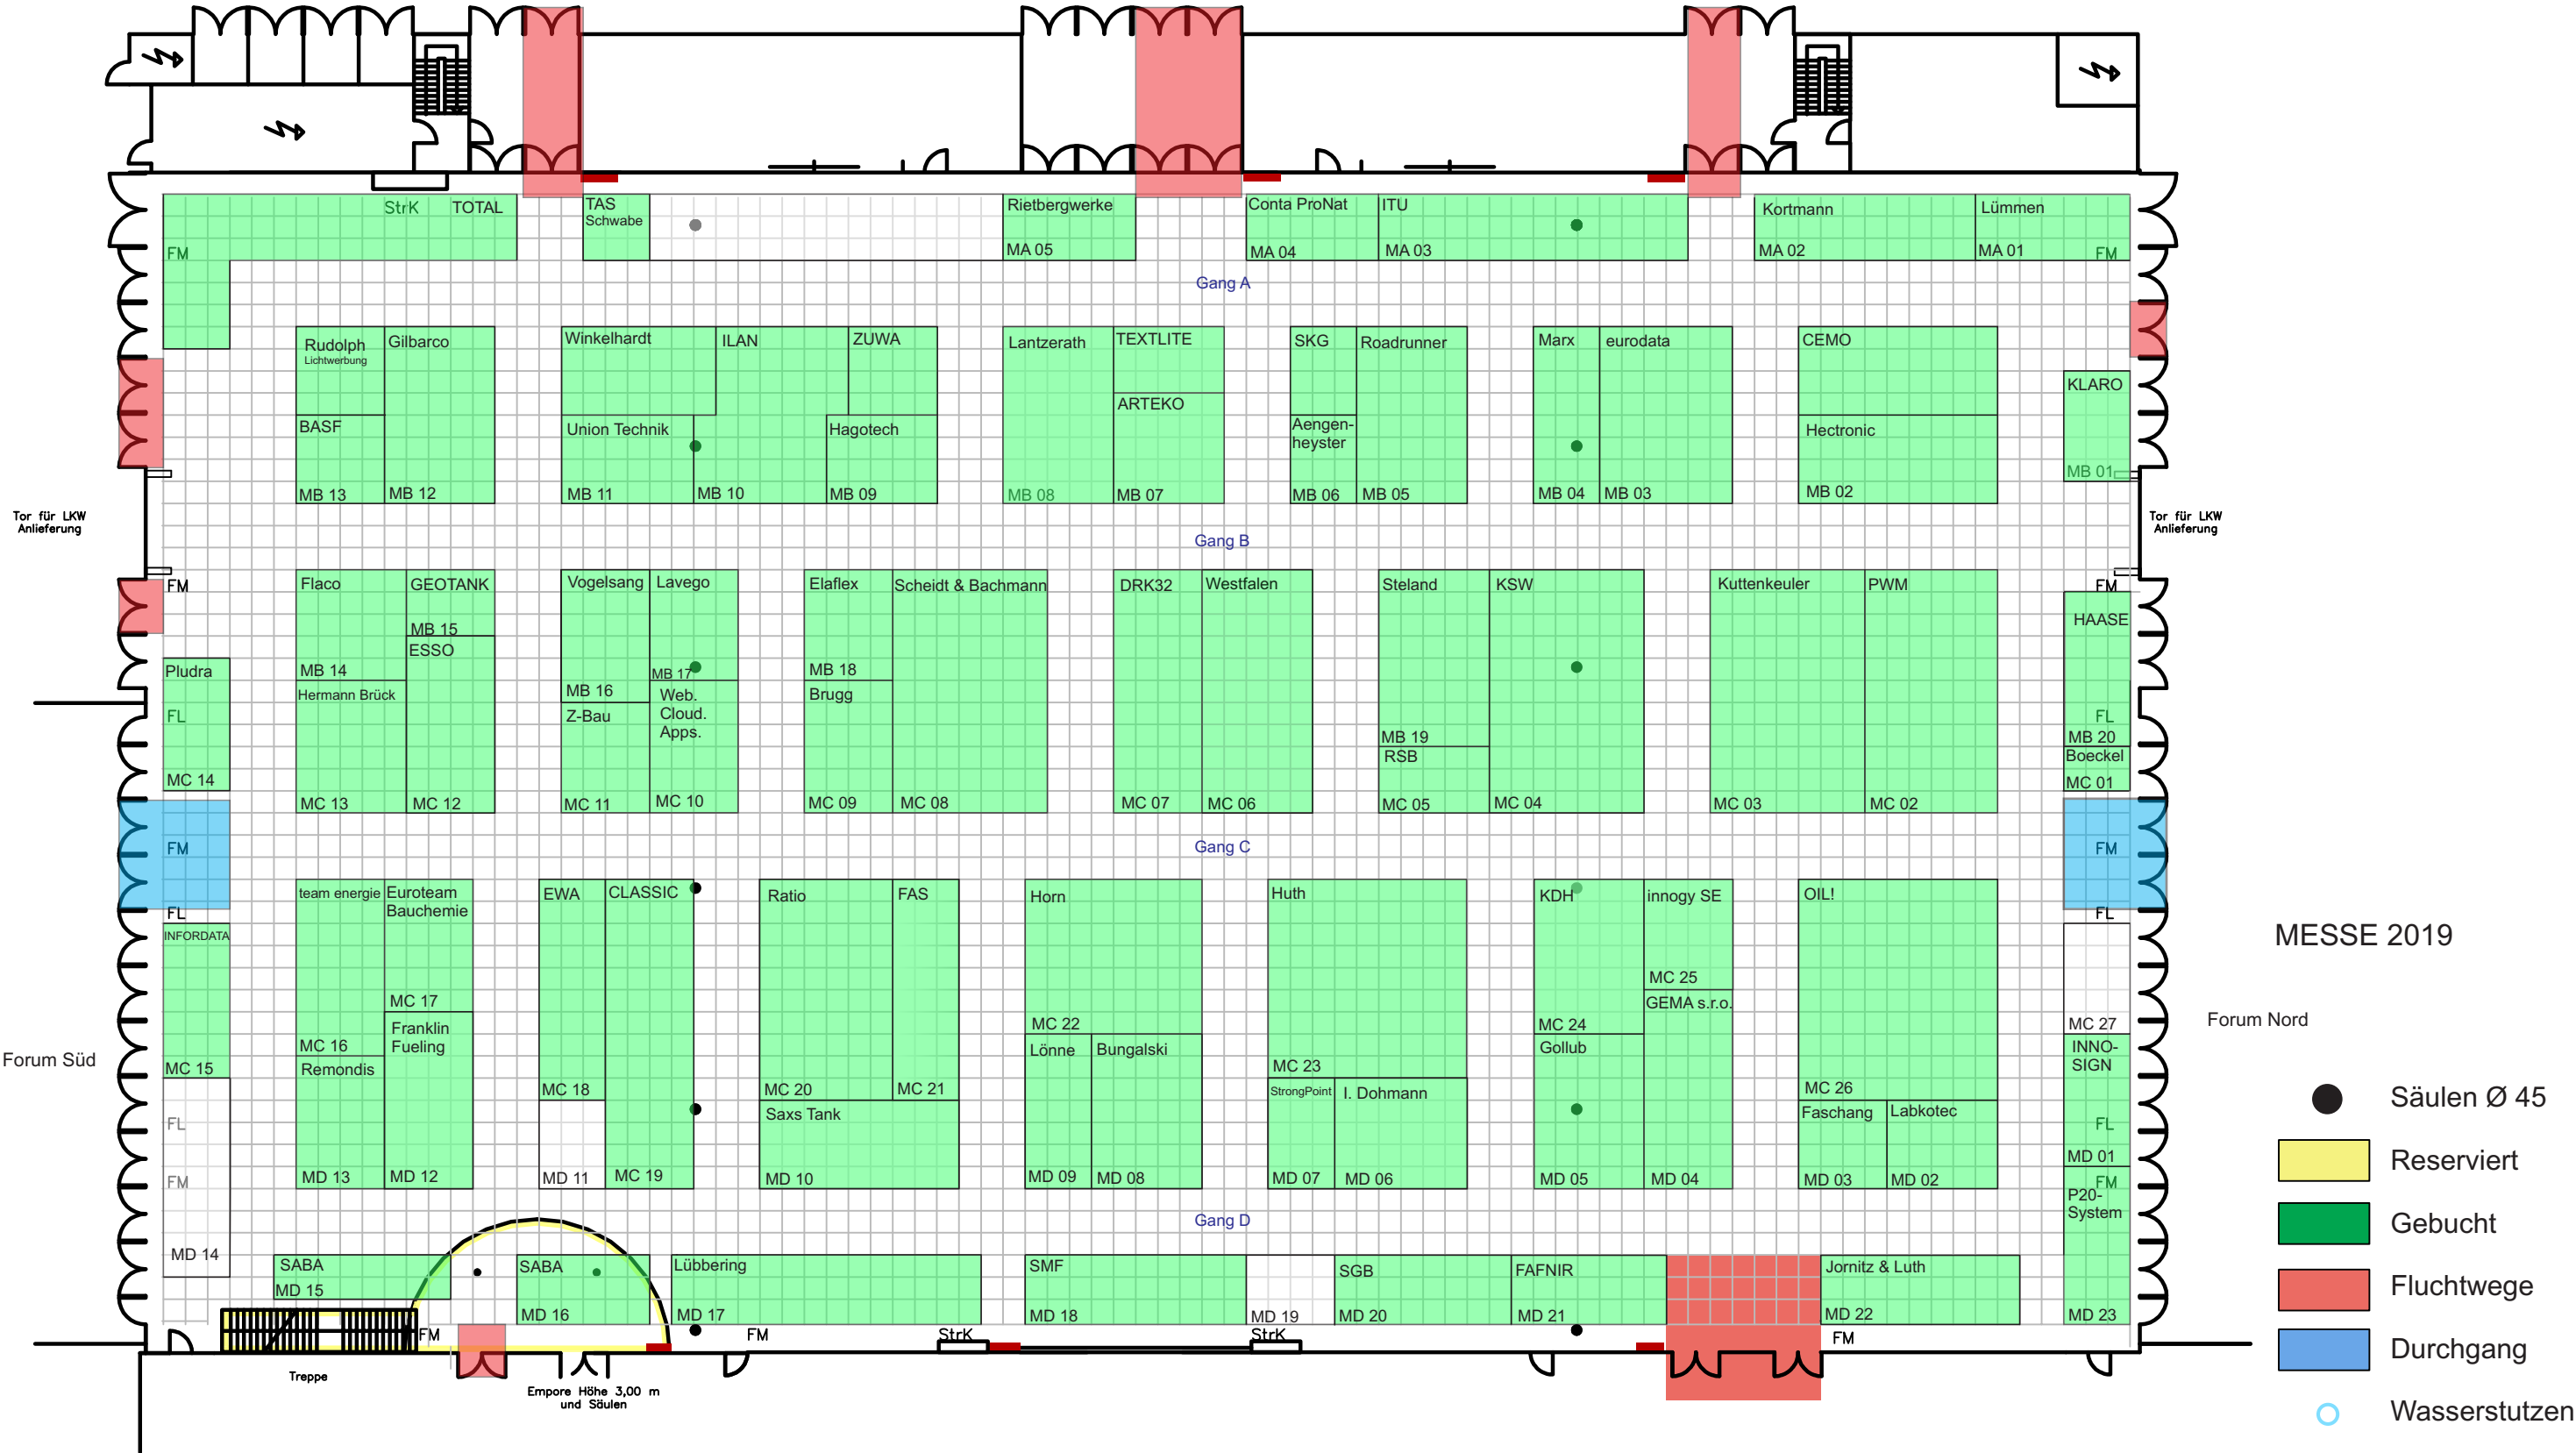 StrK
TOTAL
FM
TAS
Schwabe
Rietbergwerke
MA 05
Conta ProNat
MA 04
ITU
MA 03
Kortmann
MA 02
Lümmen
MA 01
FM
Gang A
Rudolph
Lichtwerbung
BASF
MB 13
Gilbarco
MB 12
Winkelhardt
ILAN
ZUWA
Union Technik
MB 11
MB 10
Hagotech
MB 09
Lantzerath
MB 08
TEXTLITE
ARTEKO
MB 07
SKG
Aengen-
heyster
MB 06
Roadrunner
MB 05
Marx
MB 04
eurodata
MB 03
CEMO
Hectronic
MB 02
KLARO
MB 01
Tor für LKW
Anlieferung
Tor für LKW
Anlieferung
Gang B
FM
FM
Pludra
FL
MC 14
Flaco
MB 14
Hermann Brück
MC 13
GEOTANK
MB 15
ESSO
MC 12
Vogelsang
MB 16
Z-Bau
MC 11
Lavego
MB 17
Web.
Cloud.
Apps.
MC 10
Elaflex
MB 18
Brugg
MC 09
Scheidt & Bachmann
MC 08
DRK32
MC 07
Westfalen
MC 06
Steland
MB 19
RSB
MC 05
KSW
MC 04
Kuttenkeuler
MC 03
PWM
MC 02
HAASE
FL
MB 20
Boeckel
MC 01
FM
Gang C
FM
FL
FL
INFORDATA
MC 15
FL
FM
MD 14
team energie
MC 16
Remondis
MD 13
Euroteam
Bauchemie
MC 17
Franklin
Fueling
MD 12
EWA
MC 18
MD 11
CLASSIC
MC 19
Ratio
MC 20
FAS
MC 21
Saxs Tank
MD 10
Horn
MC 22
Lönne
MD 09
Bungalski
MD 08
Huth
MC 23
StrongPoint
MD 07
I. Dohmann
MD 06
KDH
MC 24
Gollub
MD 05
innogy SE
MC 25
GEMA s.r.o.
MD 04
OIL!
MC 26
Faschang
MD 03
Labkotec
MD 02
MC 27
INNO-
SIGN
FL
MD 01
FM
P20-
System
MD 23
Forum Süd
Gang D
SABA
MD 15
SABA
MD 16
Lübbering
MD 17
SMF
MD 18
MD 19
SGB
MD 20
FAFNIR
MD 21
Jornitz & Luth
MD 22
FM
FM
StrK
StrK
FM
Treppe
Empore Höhe 3,00 m
und Säulen
MESSE 2019
Forum Nord
Säulen Ø 45
Reserviert
Gebucht
Fluchtwege
Durchgang
Wasserstutzen